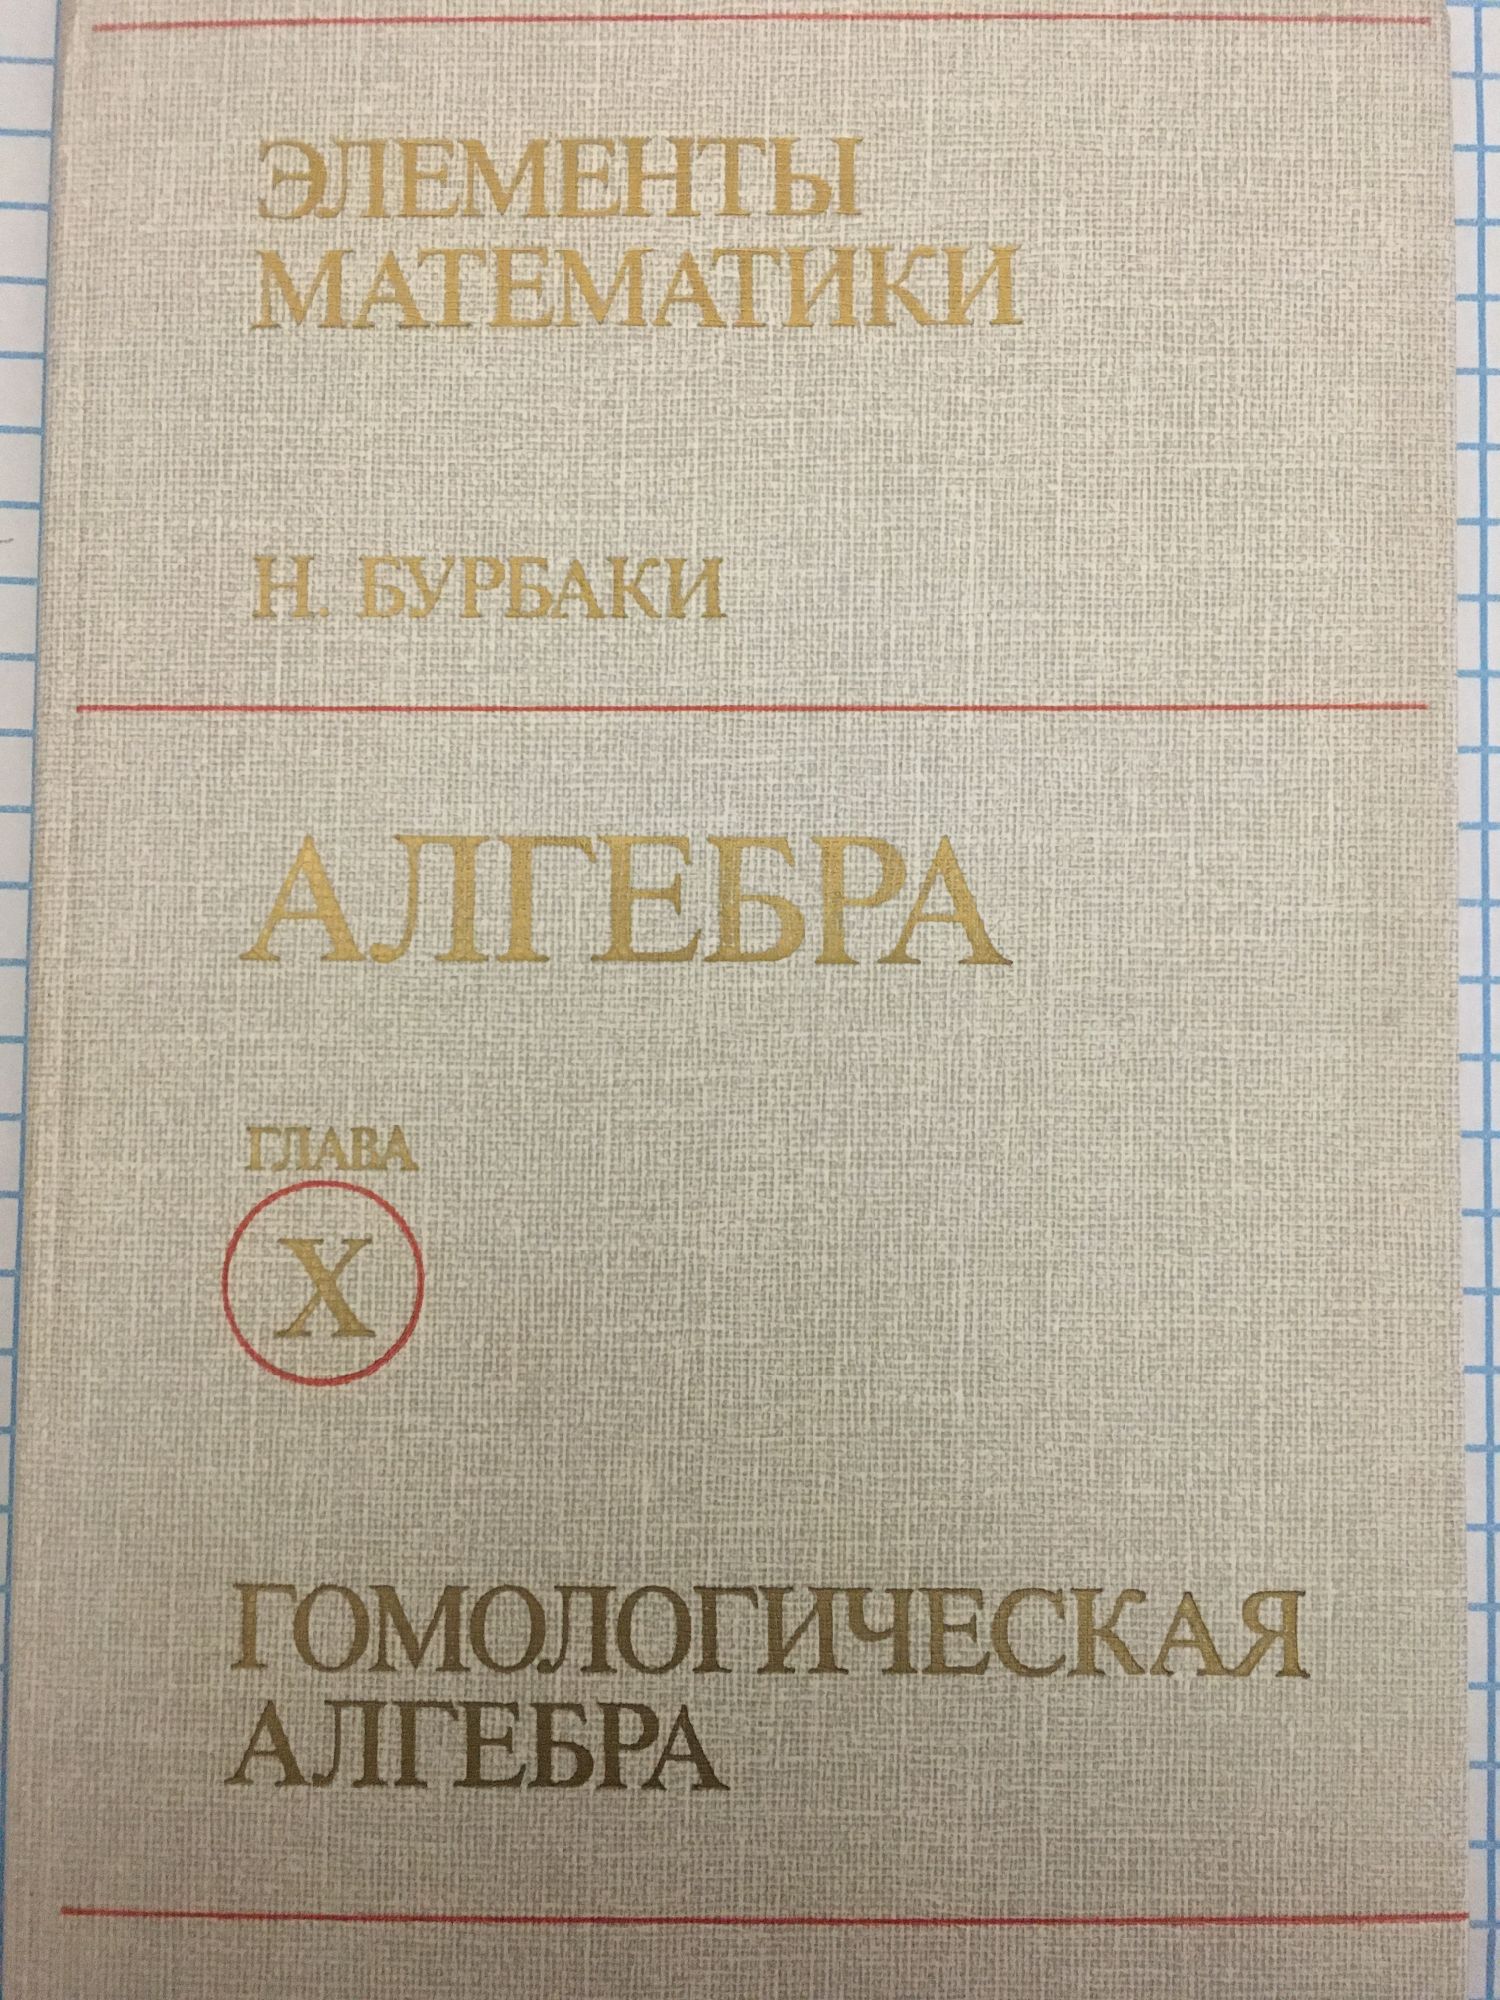 ЭЛЕМЕНТЫ
МАТЕМАТИКИ
Н. БУРБАКИ
АЛГЕБРА
ГЛАВА
X
ГОМОЛОГИЧЕСКАЯ
АЛГЕБРА